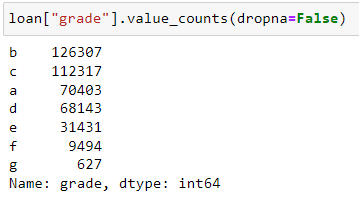 loan["grade"].value_counts(dropna=False)
b 126307
c 112317
a 70403
d 68143
e 31431
f 9494
g 627
Name: grade, dtype: int64